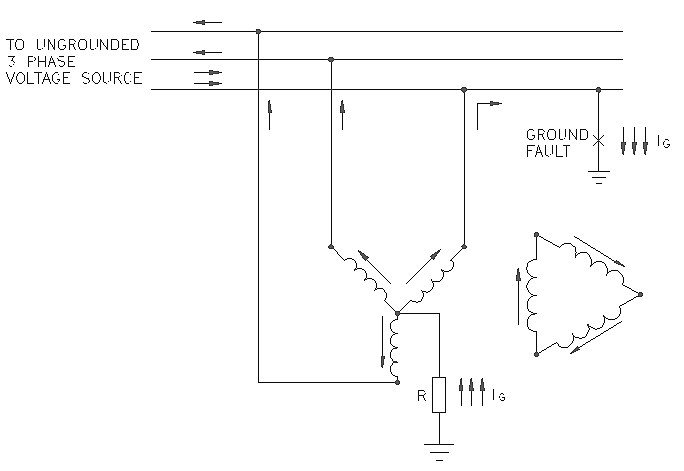 TO UNGROUNDED
3 PHASE
VOLTAGE SOURCE
GROUND
FAULT
IG
R
IG